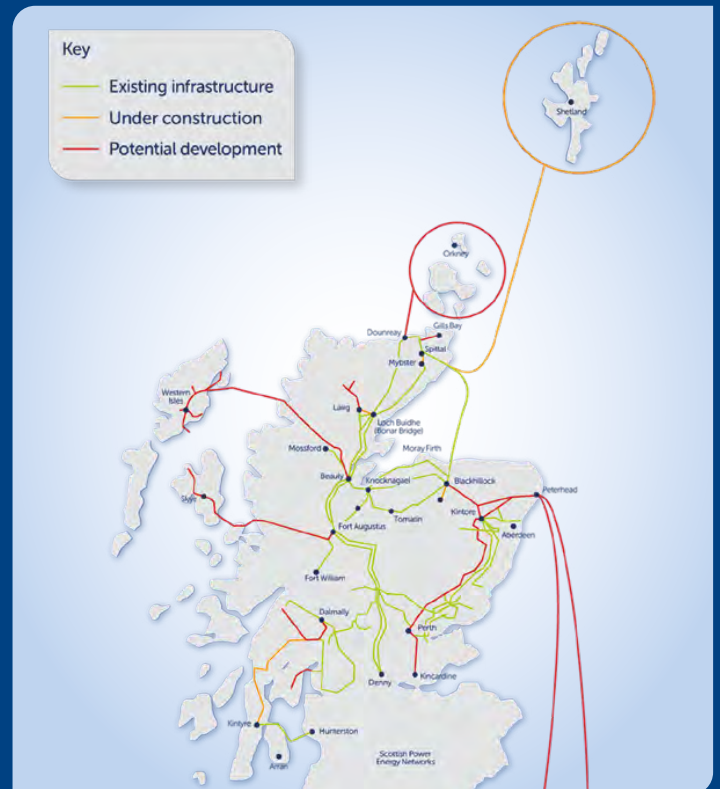 Key
Existing infrastructure
Under construction
Potential development
Shetland
Orkney
Dounreay
Gills Bay
Spittal
Mybster
Western
Isles
Lairg
Loch Buidhe
(Bonar Bridge)
Mossford
Moray Firth
Beauly
Knocknagael
Blackhillock
Peterhead
Skye
Kintore
Fort Augustus
Tomatin
Aberdeen
Fort William
Dalmally
Perth
Denny
Kincardine
Kintyre
Hunterston
Arran
Scottish Power
Energy Networks